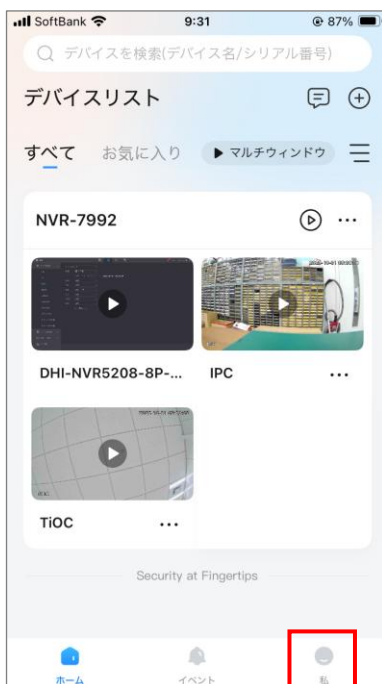 SoftBank 9:31 87%
デバイスを検索(デバイス名/シリアル番号)
デバイスリスト
すべて お気に入り マルチウィンドウ
NVR-7992
DHI-NVR5208-8P-... IPC ...
TiOC ...
Security at Fingertips
ホーム イベント 私